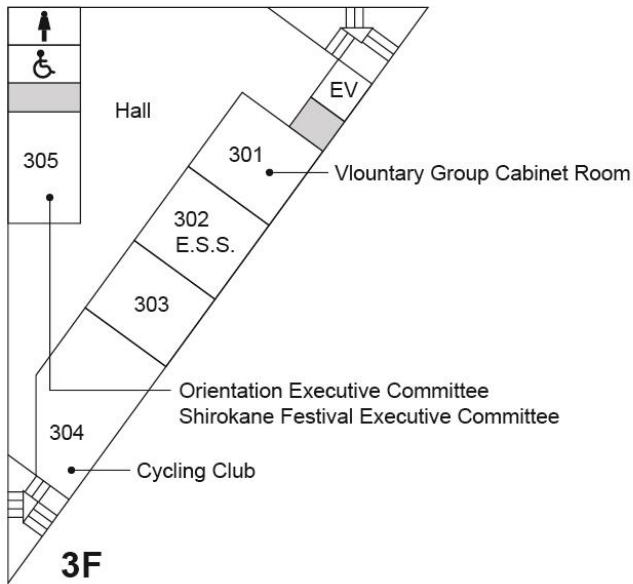 EV
Hall
301
305
Vlountary Group Cabinet Room
302
E.S.S.
303
Orientation Executive Committee
Shirokane Festival Executive Committee
304
Cycling Club
3F